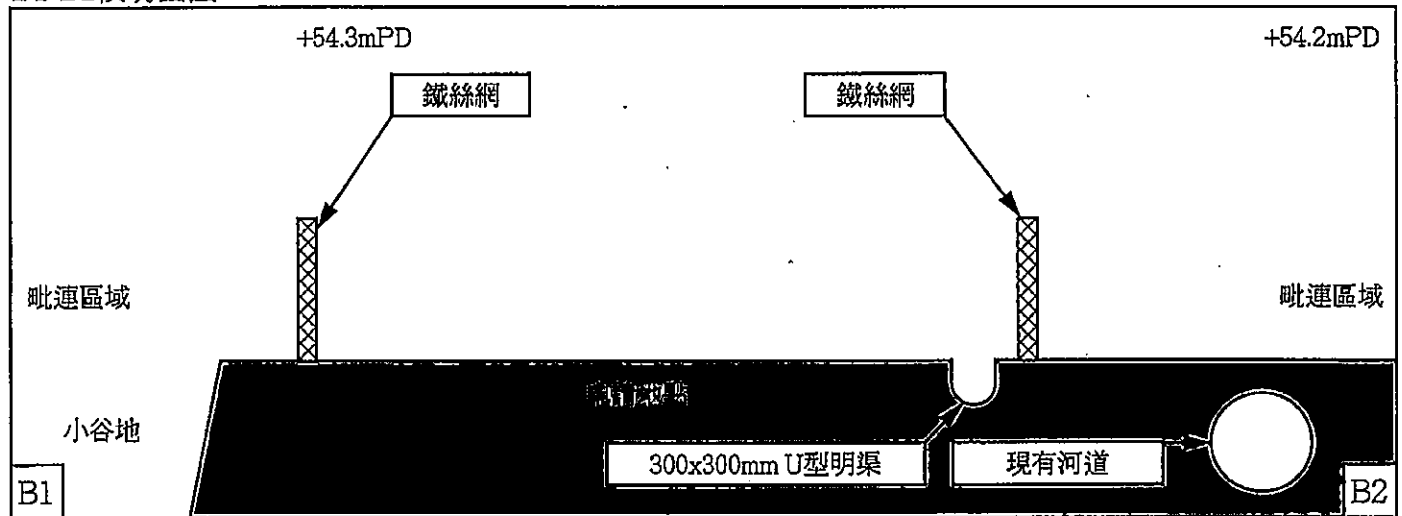 +54.3mPD
+54.2mPD
鐵絲網
鐵絲網
毗連區域
毗連區域
小谷地
300x300mm U型明渠
現有河道
B1
B2